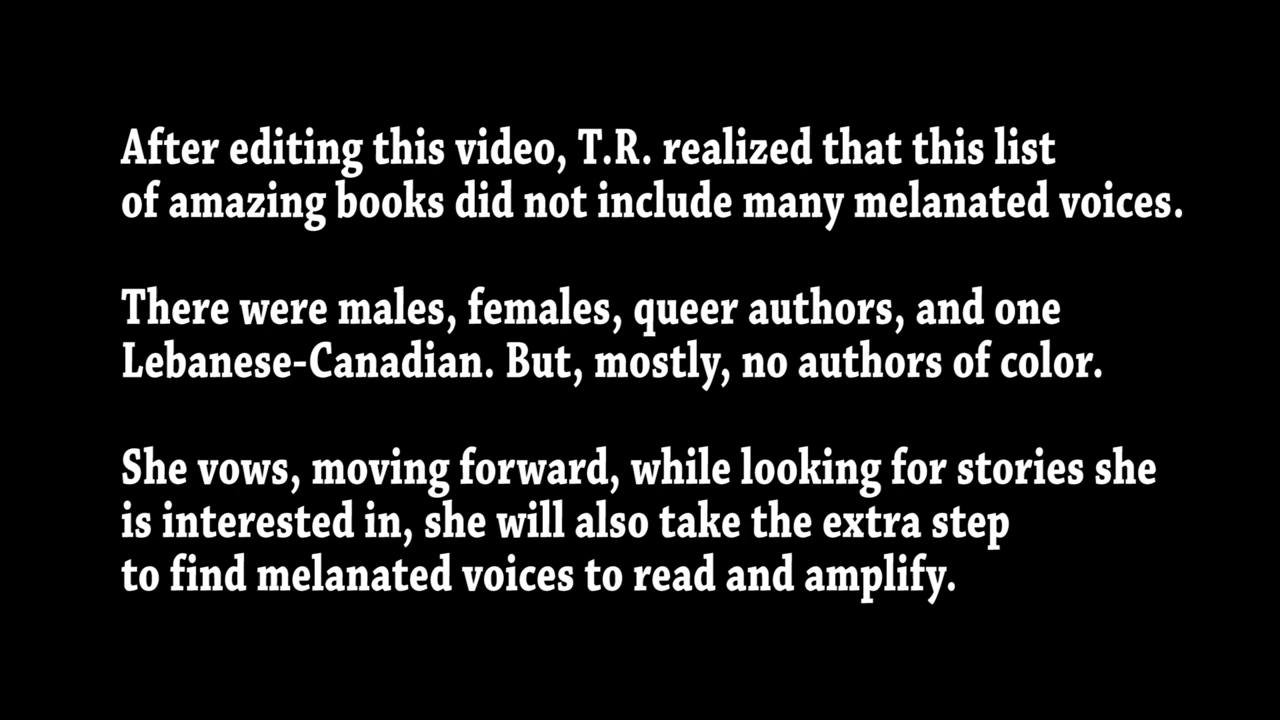 After editing this video, T.R. realized that this list
of amazing books did not include many melanated voices.
There were males, females, queer authors, and one
Lebanese-Canadian. But, mostly, no authors of color.
She vows, moving forward, while looking for stories she
is interested in, she will also take the extra step
to find melanated voices to read and amplify.